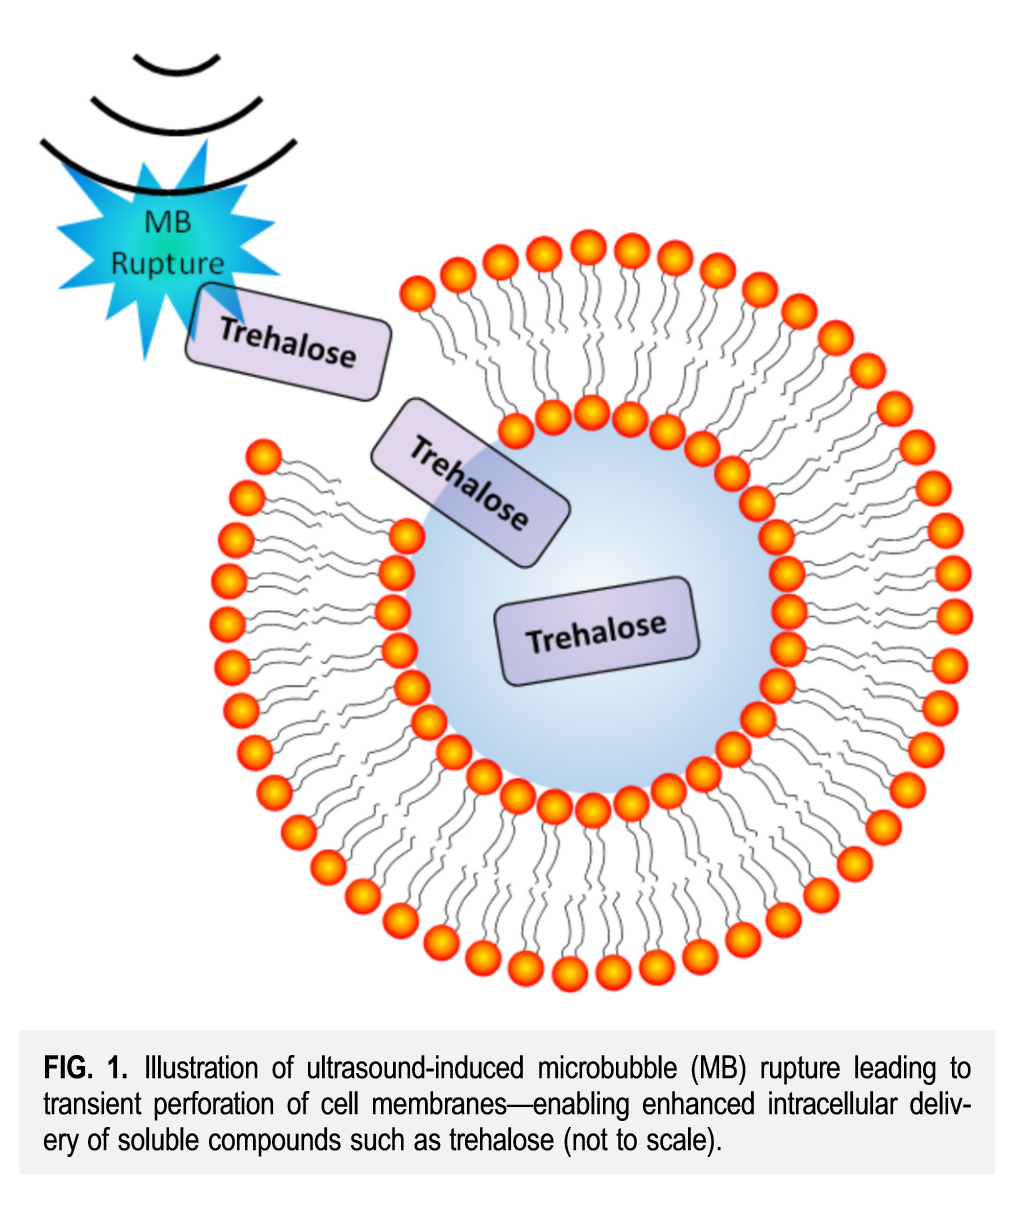 MB
Rupture
Trehalose
Trehalose
Trehalose
FIG. 1. Illustration of ultrasound-induced microbubble (MB) rupture leading to
transient perforation of cell membranes—enabling enhanced intracellular deliv-
ery of soluble compounds such as trehalose (not to scale).